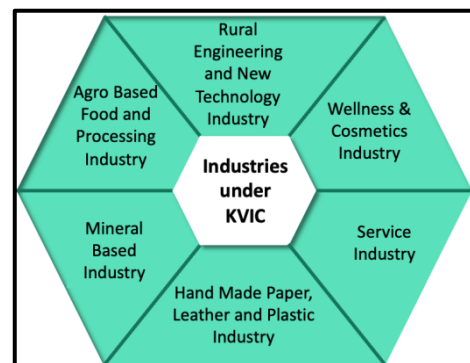 Rural
Engineering
and New
Technology
Industry
Agro Based
Food and
Processing
Industry
Wellness &
Cosmetics
Industry
Industries
under
KVIC
Mineral
Based
Industry
Service
Industry
Hand Made Paper,
Leather and Plastic
Industry